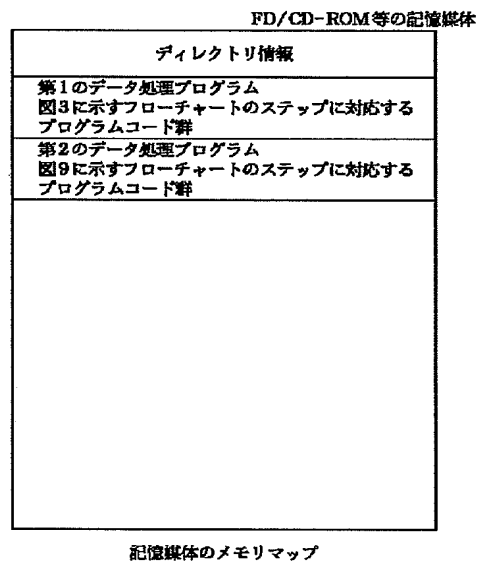 FD/CD-ROM等の記憶媒体
ディレクトリ情報
第1のデータ処理プログラム
図3に示すフローチャートのステップに対応する
プログラムコード群
第2のデータ処理プログラム
図9に示すフローチャートのステップに対応する
プログラムコード群
記憶媒体のメモリマップ